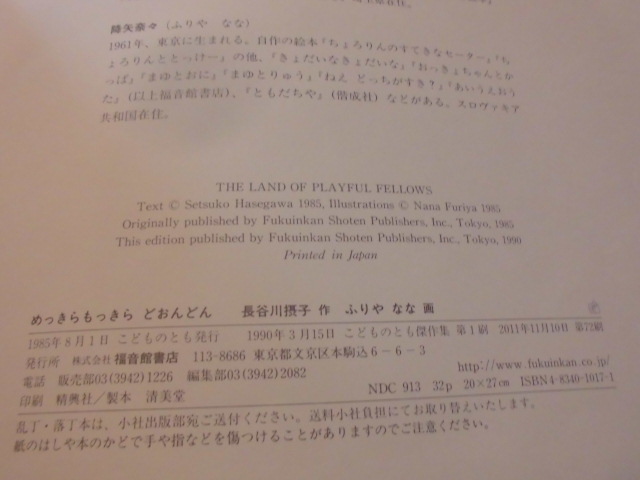 降矢奈々（ふりや なな）
1961年、東京に生まれる。自作の絵本『ちょろりんのすてきなセーター』『ち
ょろりんととっけー』の他、『きょだいなきょだいな』『おっきょちゃんとか
っぱ』『まゆとおに』『まゆとりゅう』『ねえ どっちがすき？』『あいうえおう
た』（以上福音館書店）、『ともだちや』（偕成社）などがある。スロヴァキア
共和国在住。
THE LAND OF PLAYFUL FELLOWS
Text © Setsuko Hasegawa 1985, Illustrations © Nana Furiya 1985
Originally published by Fukuinkan Shoten Publishers, Inc., Tokyo, 1985
This edition published by Fukuinkan Shoten Publishers, Inc., Tokyo, 1990
Printed in Japan
めっきらもっきら どおんどん 長谷川摂子 作 ふりや なな 画
1985年8月1日 こどものとも発行 1990年3月15日 こどものとも傑作集 第1刷 2011年11月10日 第72刷
発行所 株式会社 福音館書店 113-8686 東京都文京区本駒込6-6-3
電話 販売部03(3942)1226 編集部03(3942)2082 http://www.fukuinkan.co.jp/
印刷 精興社／製本 清美堂 NDC 913 32p 20×27cm ISBN4-8340-1017-1
乱丁・落丁本は、小社出版部宛ご送付ください。送料小社負担にてお取り替えいたします。
紙のはしや本のかどで手や指などを傷つけることがありますのでご注意ください。